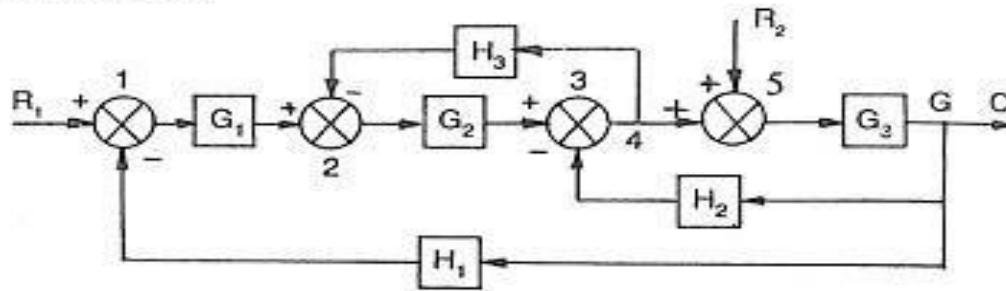 H₃
R₂
1
3
5
R₁ + G₁ + - G₂ + 4 + + G₃ G C
-
2
-
H₂
H₁